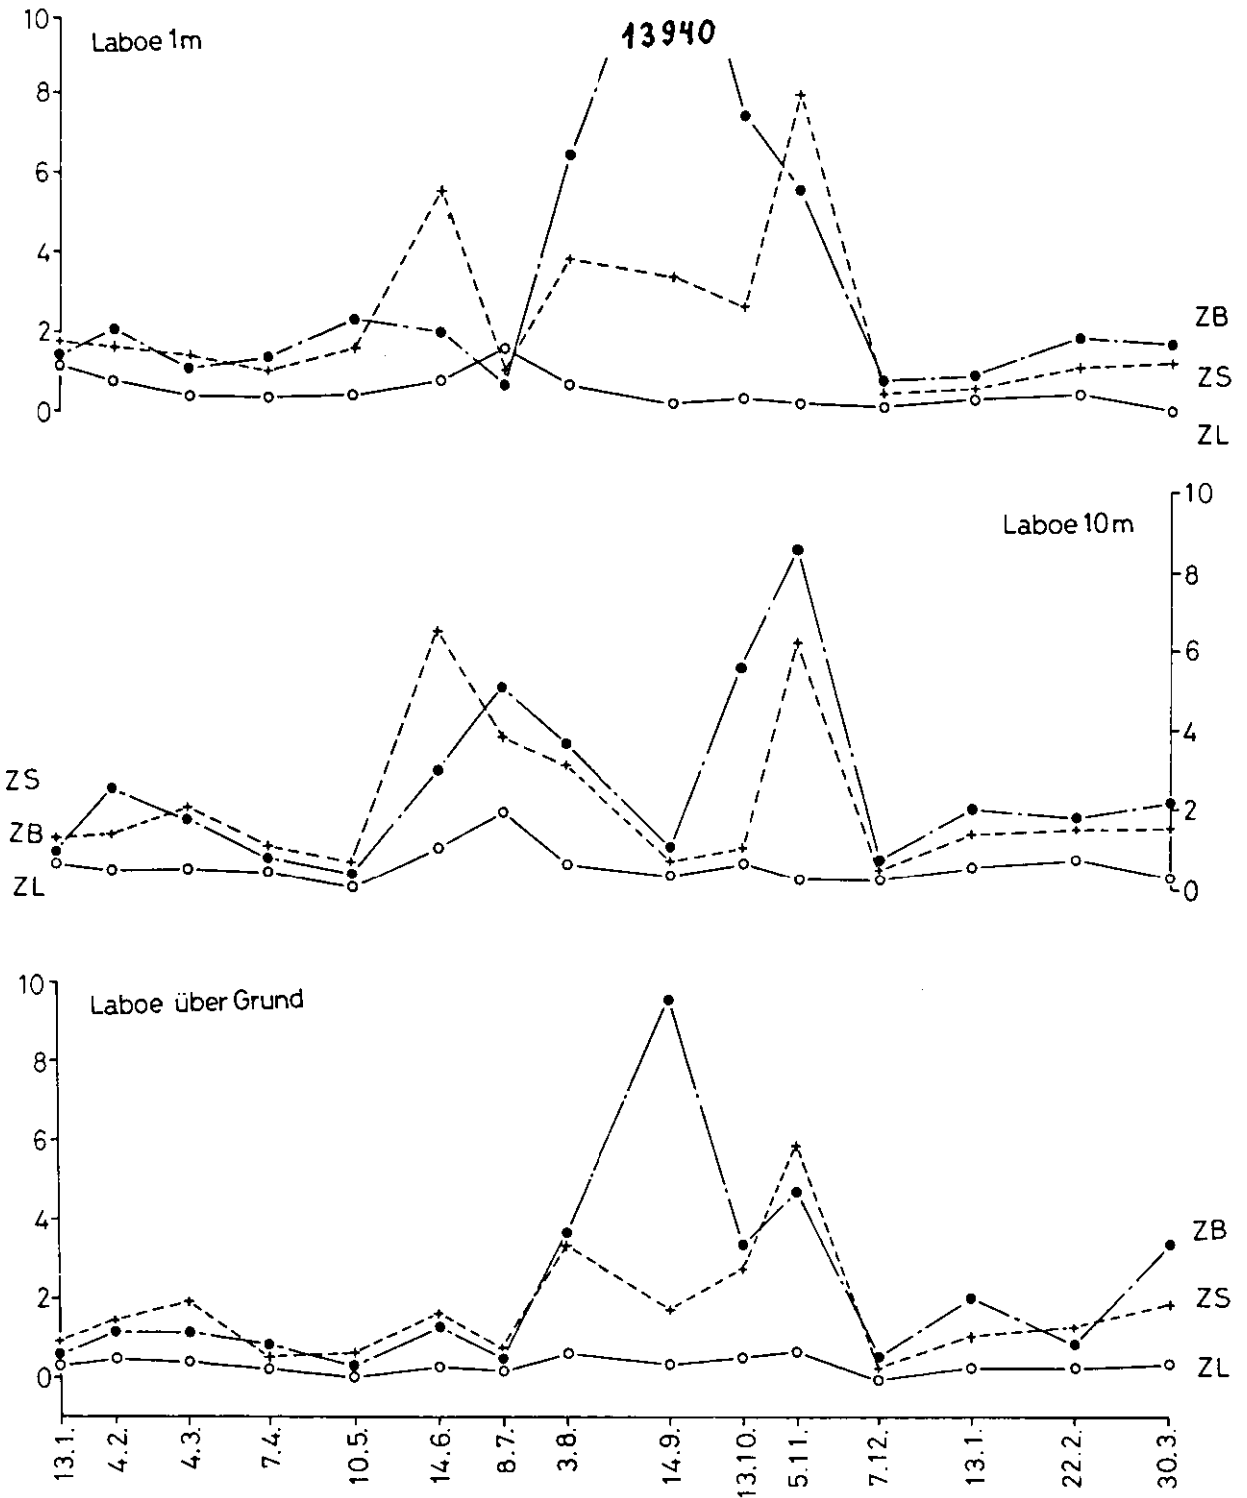 10
Laboe 1m
13940
8
6
4
2
0
ZB
ZS
ZL
10
Laboe 10m
8
6
4
2
0
ZS
ZB
ZL
10
Laboe über Grund
8
6
4
2
0
ZB
ZS
ZL
13.1. 4.2. 4.3. 7.4. 10.5. 14.6. 8.7. 3.8. 14.9. 13.10. 5.11. 7.12. 13.1. 22.2. 30.3.